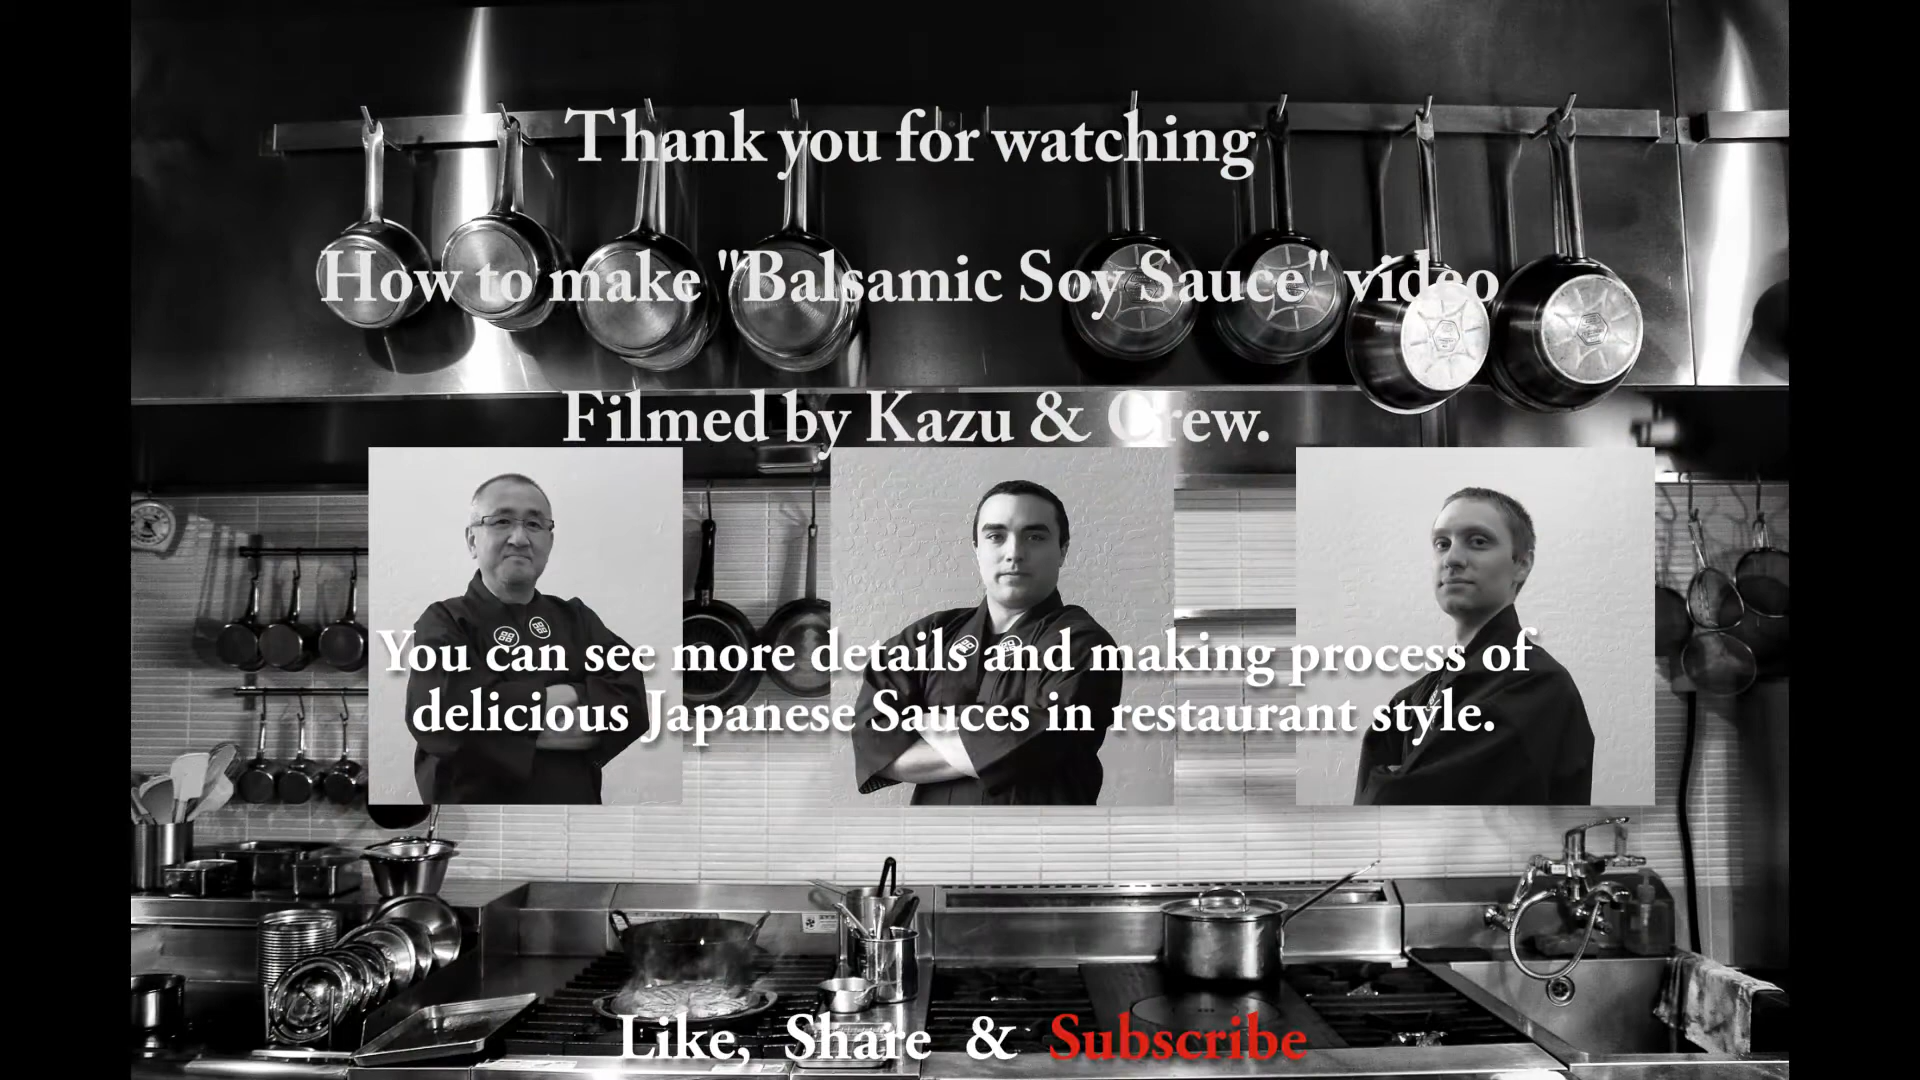 Thank you for watching
How to make "Balsamic Soy Sauce" video
Filmed by Kazu & Crew.
You can see more details and making process of
delicious Japanese Sauces in restaurant style.
Like, Share & Subscribe